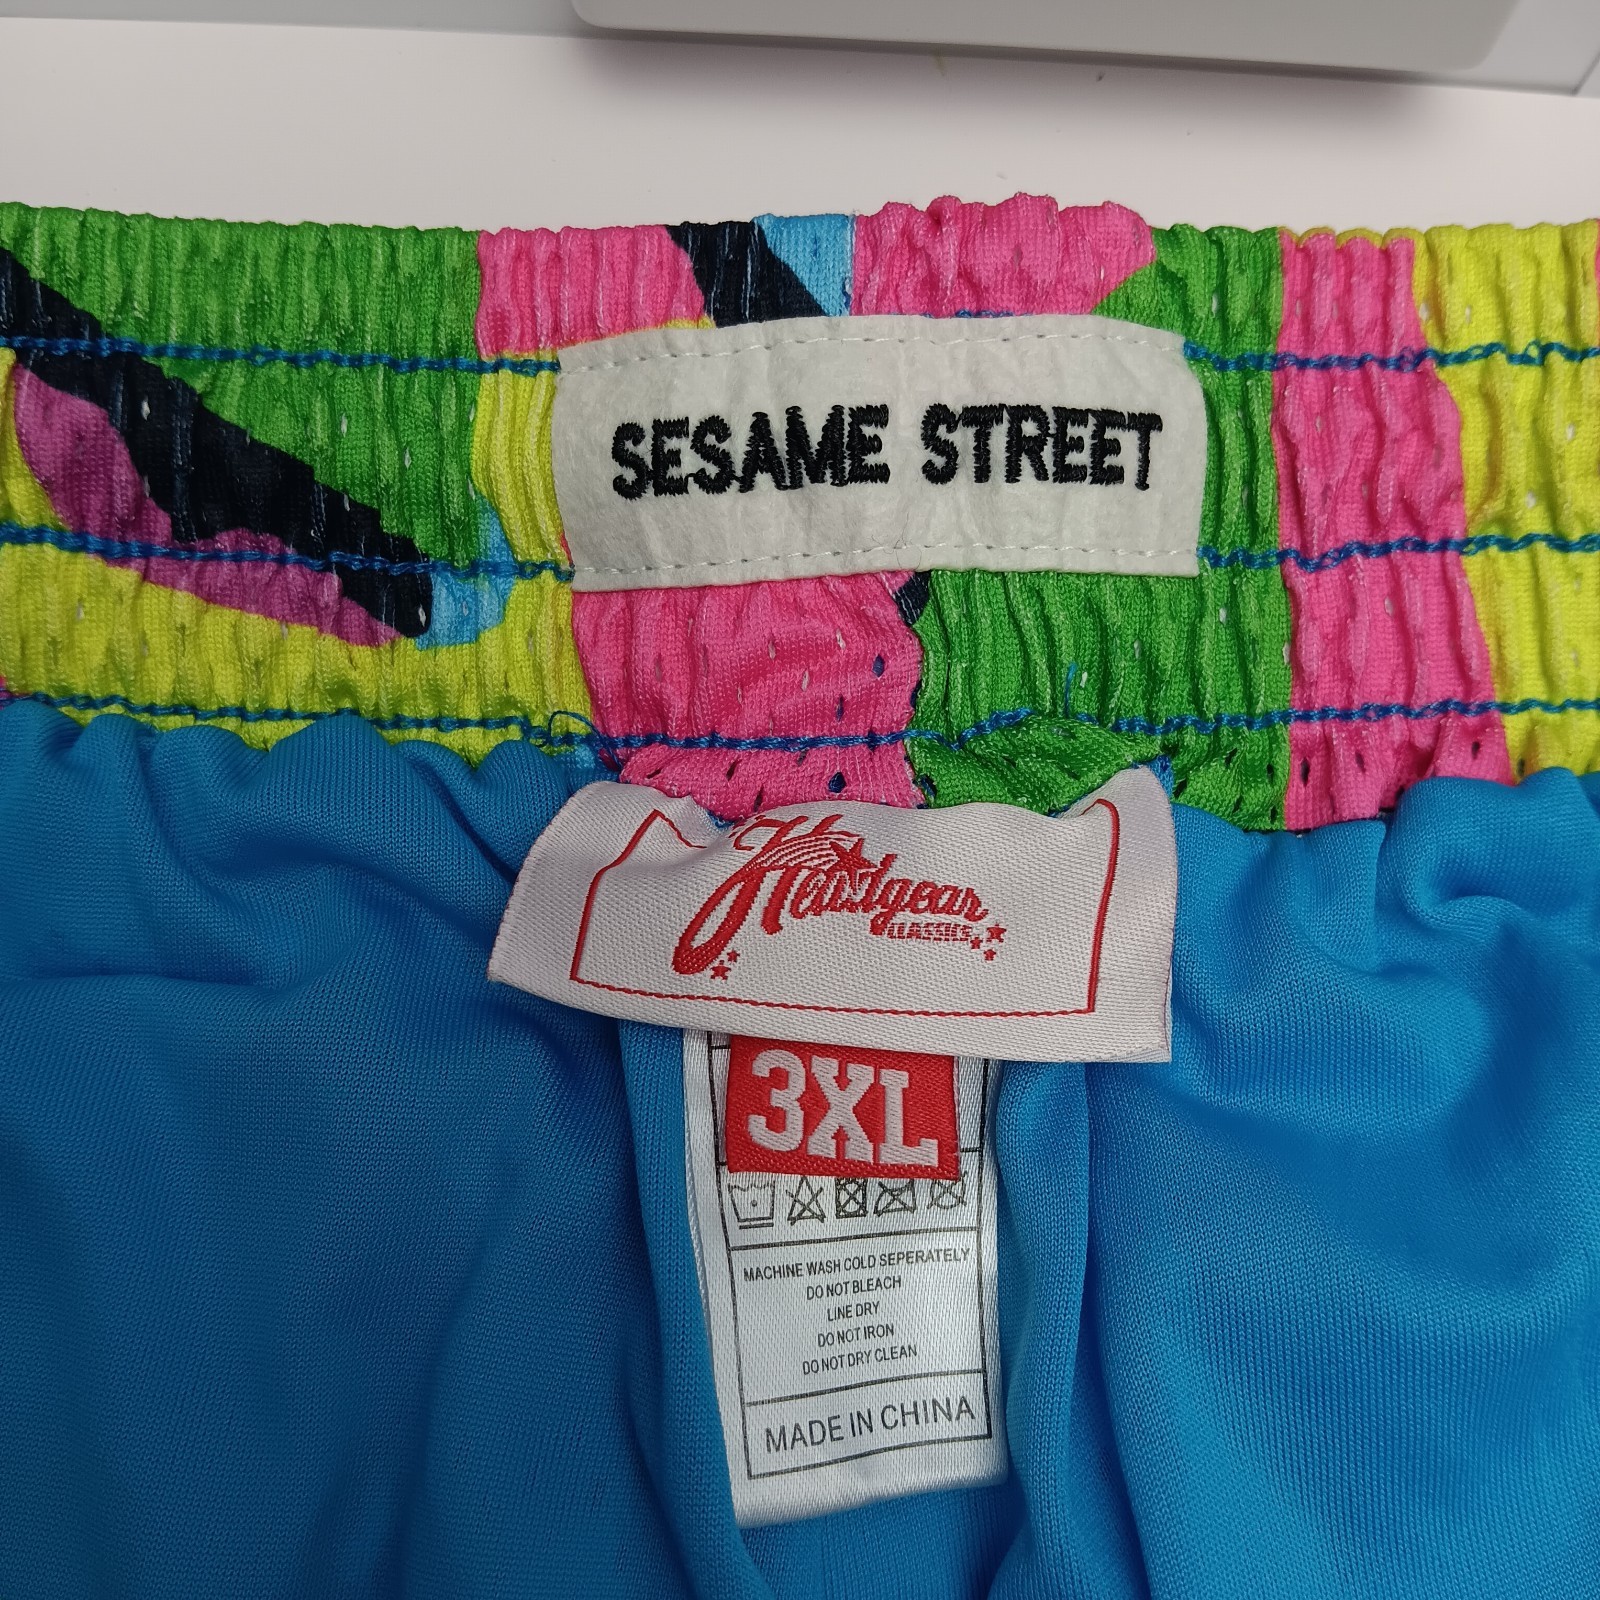 SESAME STREET
Headgear
CLASSICS
3XL
MACHINE WASH COLD SEPERATELY
DO NOT BLEACH
LINE DRY
DO NOT IRON
DO NOT DRY CLEAN
MADE IN CHINA